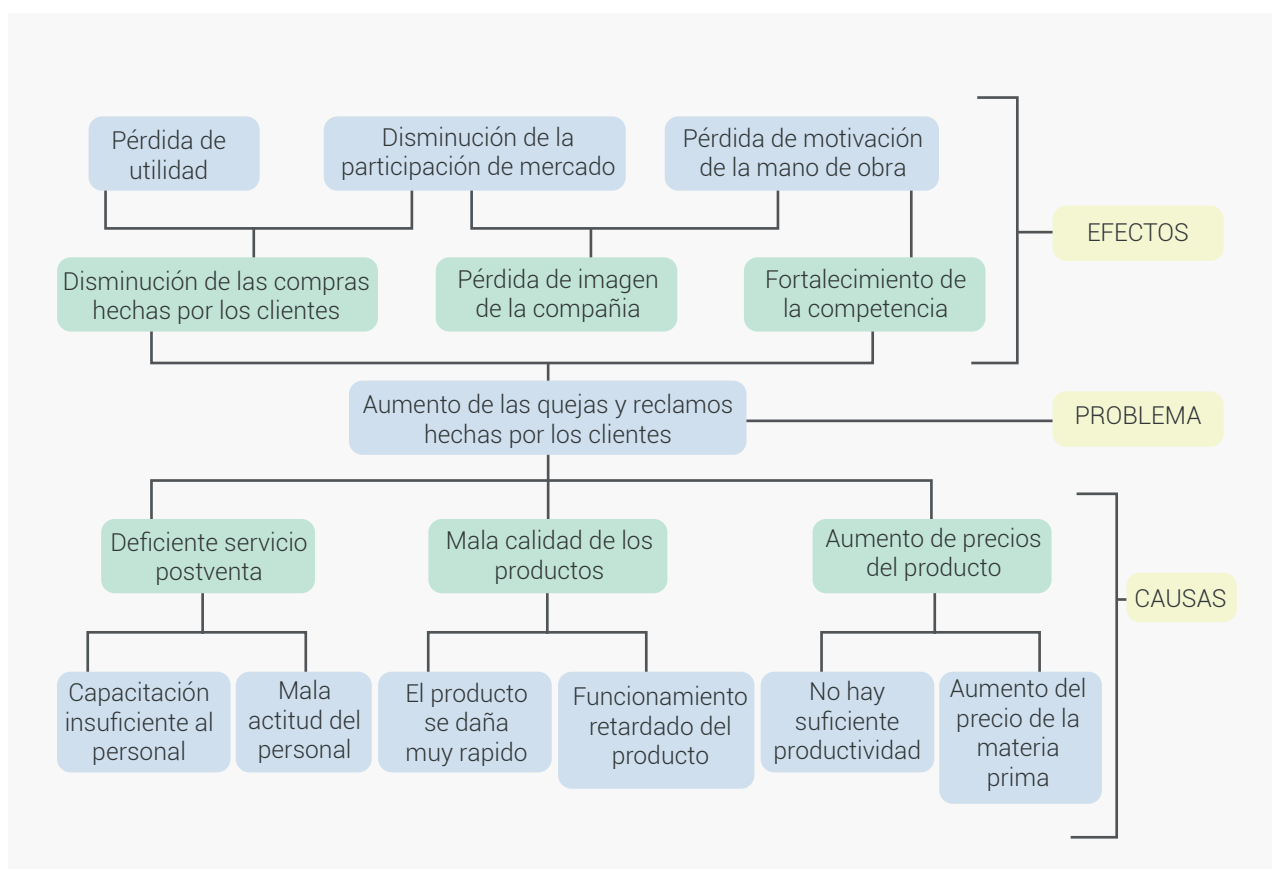 Pérdida de
utilidad
Disminución de la
participación de mercado
Pérdida de motivación
de la mano de obra
EFECTOS
Disminución de las compras
hechas por los clientes
Pérdida de imagen
de la compañia
Fortalecimiento de
la competencia
Aumento de las quejas y reclamos
hechas por los clientes
PROBLEMA
Deficiente servicio
postventa
Mala calidad de los
productos
Aumento de precios
del producto
CAUSAS
Capacitación
insuficiente al
personal
Mala
actitud del
personal
El producto
se daña
muy rapido
Funcionamiento
retardado del
producto
No hay
suficiente
productividad
Aumento del
precio de la
materia
prima